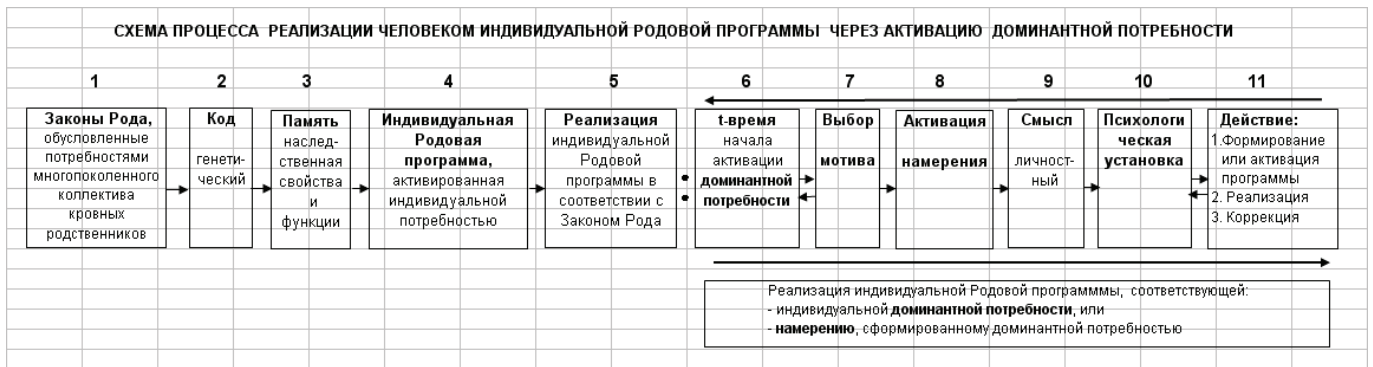 СХЕМА ПРОЦЕССА РЕАЛИЗАЦИИ ЧЕЛОВЕКОМ ИНДИВИДУАЛЬНОЙ РОДОВОЙ ПРОГРАММЫ ЧЕРЕЗ АКТИВАЦИЮ ДОМИНАНТНОЙ ПОТРЕБНОСТИ
1
Законы Рода,
обусловленные
потребностями
многопоколенного
коллектива
кровных
родственников
2
Код
генети-
ческий
3
Память
наслед-
ственная
свойства
и
функции
4
Индивидуальная
Родовая
программа,
активированная
индивидуальной
потребностью
5
Реализация
индивидуальной
Родовой
программы в
соответствии с
Законом Рода
6
t-время
начала
активации
доминантной
потребности
7
Выбор
мотива
8
Активация
намерения
9
Смысл
личност-
ный
10
Психологи
ческая
установка
11
Действие:
1.Формирование
или активация
программы
2. Реализация
3. Коррекция
Реализация индивидуальной Родовой программмы, соответствующей:
- индивидуальной доминантной потребности, или
- намерению, сформированному доминантной потребностью